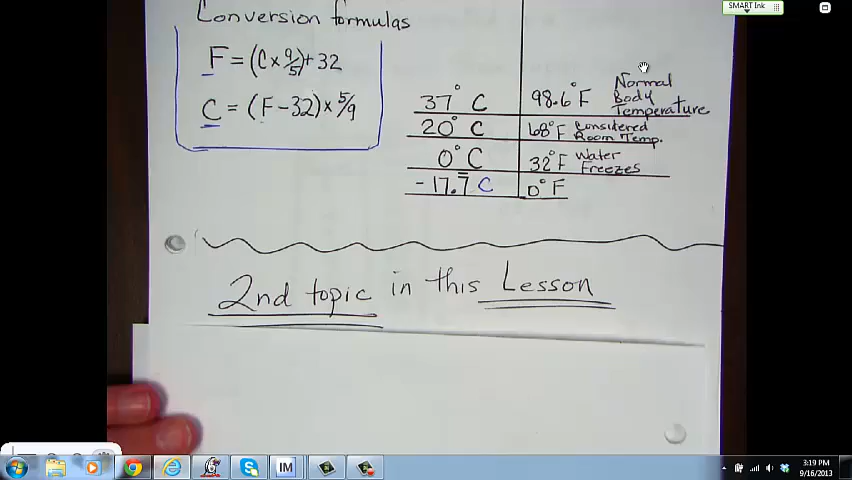 SMART Ink
Conversion formulas
F = (C x 9/5) + 32
C = (F - 32) x 5/9
37° C 98.6° F Normal Body Temperature
20° C 68° F Considered Room Temp.
0° C 32° F Water Freezes
-17.7 C 0° F
2nd topic in this Lesson
IM
3:19 PM
9/16/2013